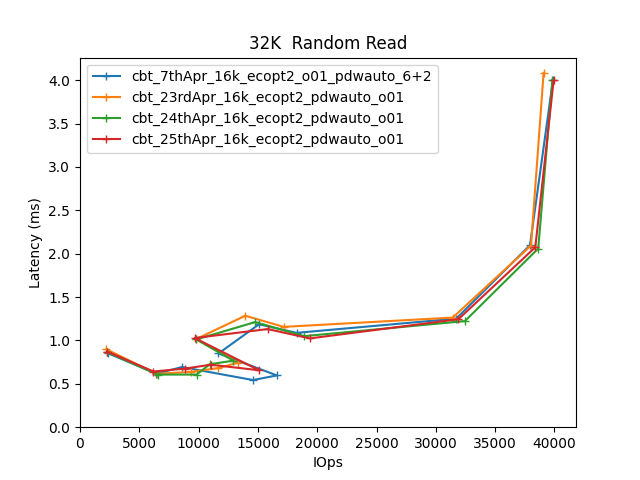 32K  Random Read
cbt_7thApr_16k_ecopt2_o01_pdwauto_6+2
cbt_23rdApr_16k_ecopt2_pdwauto_o01
cbt_24thApr_16k_ecopt2_pdwauto_o01
cbt_25thApr_16k_ecopt2_pdwauto_o01
Latency (ms)
4.0
3.5
3.0
2.5
2.0
1.5
1.0
0.5
0.0
0 5000 10000 15000 20000 25000 30000 35000 40000
IOps